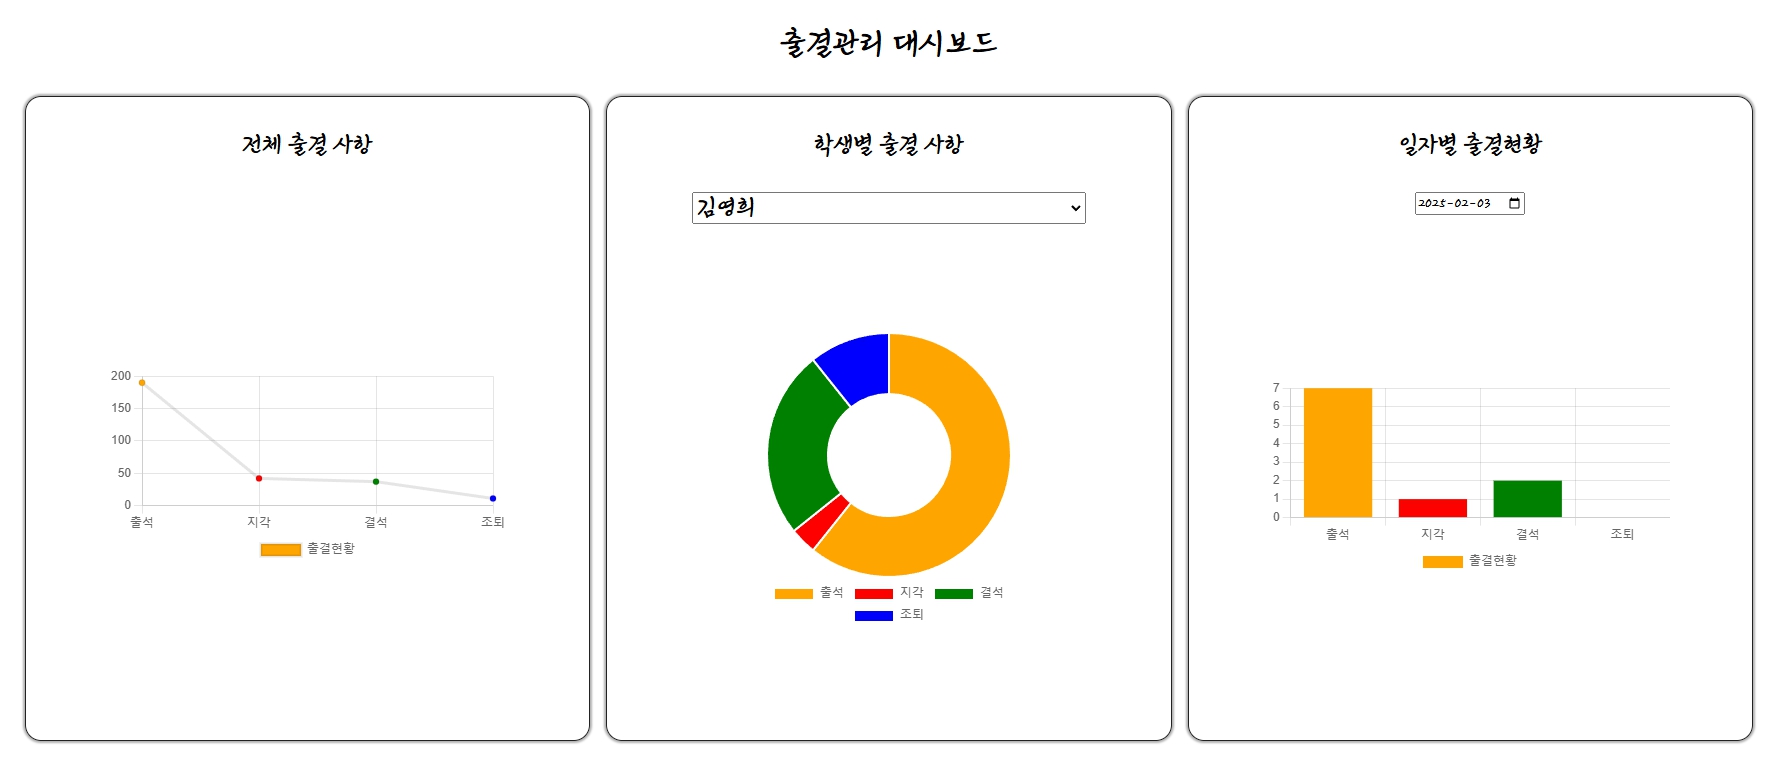 출결관리 대시보드
전체 출결 사항
200
150
100
50
0
출석 지각 결석 조퇴
출결현황
학생별 출결 사항
김영희
출석 지각 결석
조퇴
일자별 출결현황
2025-02-03
7
6
5
4
3
2
1
0
출석 지각 결석 조퇴
출결현황